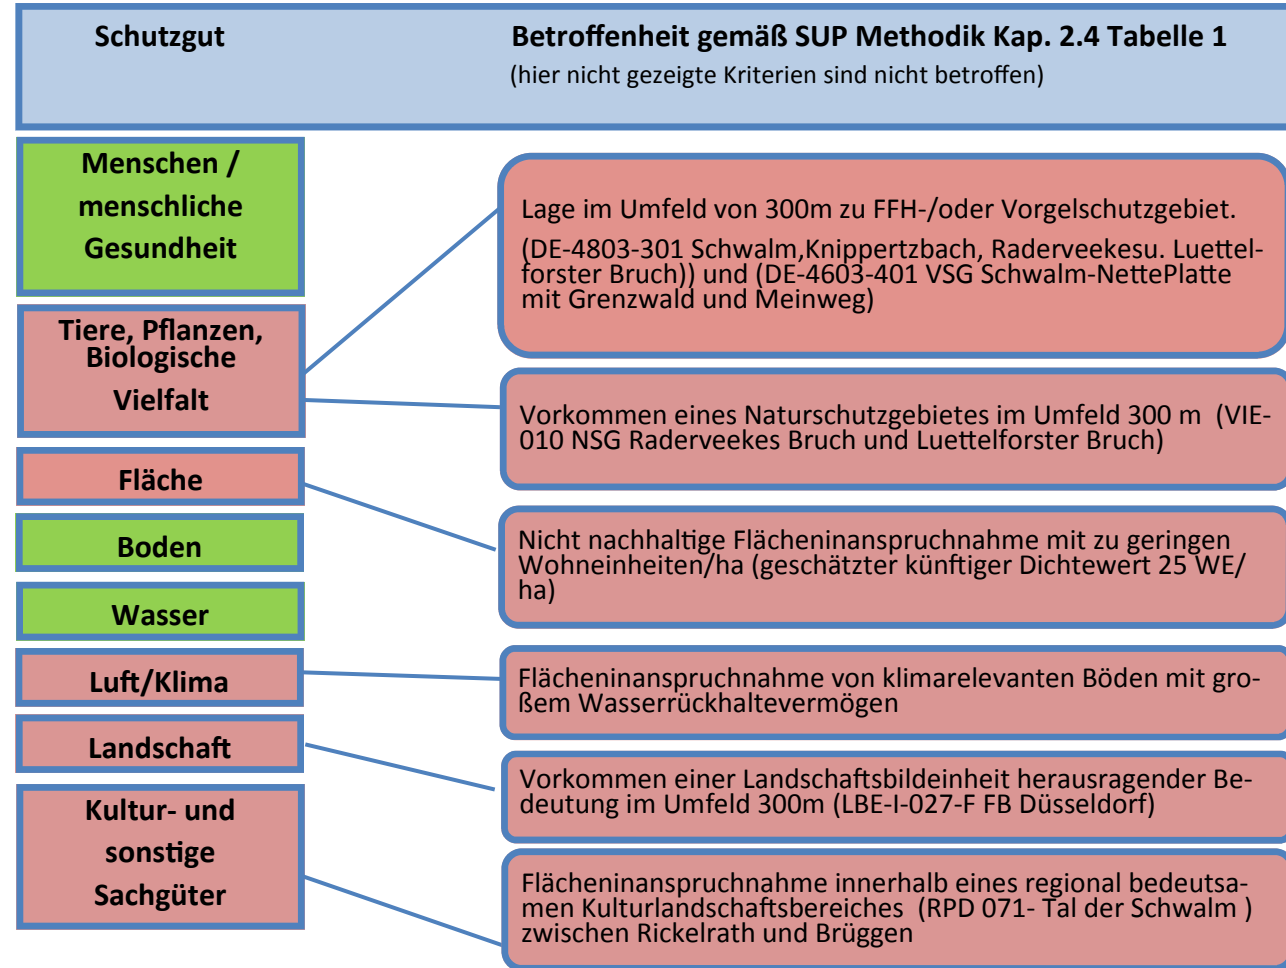 Schutzgut
Betroffenheit gemäß SUP Methodik Kap. 2.4 Tabelle 1
(hier nicht gezeigte Kriterien sind nicht betroffen)
Menschen /
menschliche
Gesundheit
Tiere, Pflanzen,
Biologische
Vielfalt
Fläche
Boden
Wasser
Luft/Klima
Landschaft
Kultur- und
sonstige
Sachgüter
Lage im Umfeld von 300m zu FFH-/oder Vorgelschutzgebiet.
(DE-4803-301 Schwalm,Knippertzbach, Raderveekesu. Luettel-
forster Bruch)) und (DE-4603-401 VSG Schwalm-NettePlatte
mit Grenzwald und Meinweg)
Vorkommen eines Naturschutzgebietes im Umfeld 300 m (VIE-
010 NSG Raderveekes Bruch und Luettelforster Bruch)
Nicht nachhaltige Flächeninanspruchnahme mit zu geringen
Wohneinheiten/ha (geschätzter künftiger Dichtewert 25 WE/
ha)
Flächeninanspruchnahme von klimarelevanten Böden mit gro-
ßem Wasserrückhaltevermögen
Vorkommen einer Landschaftsbildeinheit herausragender Be-
deutung im Umfeld 300m (LBE-I-027-F FB Düsseldorf)
Flächeninanspruchnahme innerhalb eines regional bedeutsa-
men Kulturlandschaftsbereiches (RPD 071- Tal der Schwalm )
zwischen Rickelrath und Brüggen